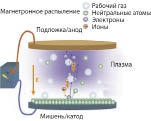 Магнетронное распыление
Рабочий газ
Нейтральные атомы
Электроны
Ионы
Подложка/анод
Плазма
Мишень/катод